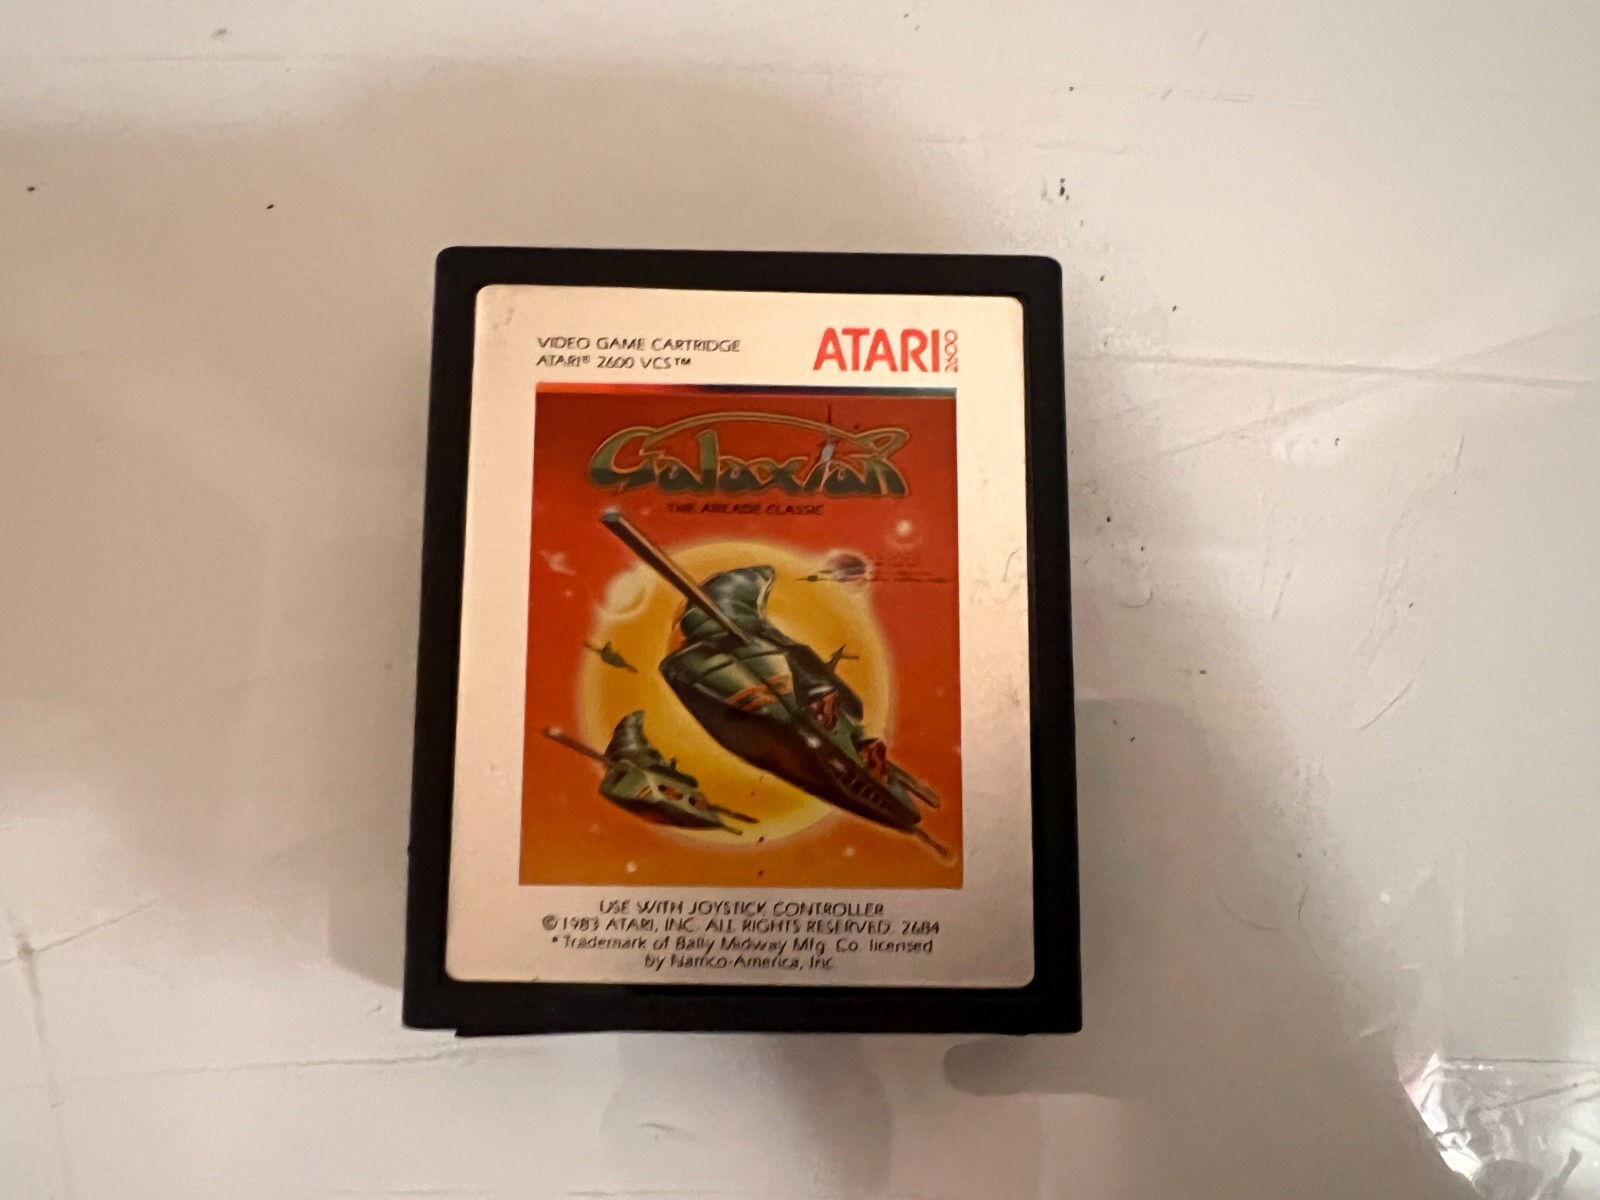 VIDEO GAME CARTRIDGE
ATARI® 2600 VCS™
ATARI 2600
Galaxian
THE ARCADE CLASSIC
USE WITH JOYSTICK CONTROLLER
© 1983 ATARI, INC. ALL RIGHTS RESERVED. 2684
* Trademark of Bally Midway Mfg. Co. licensed
by Namco-America, Inc.